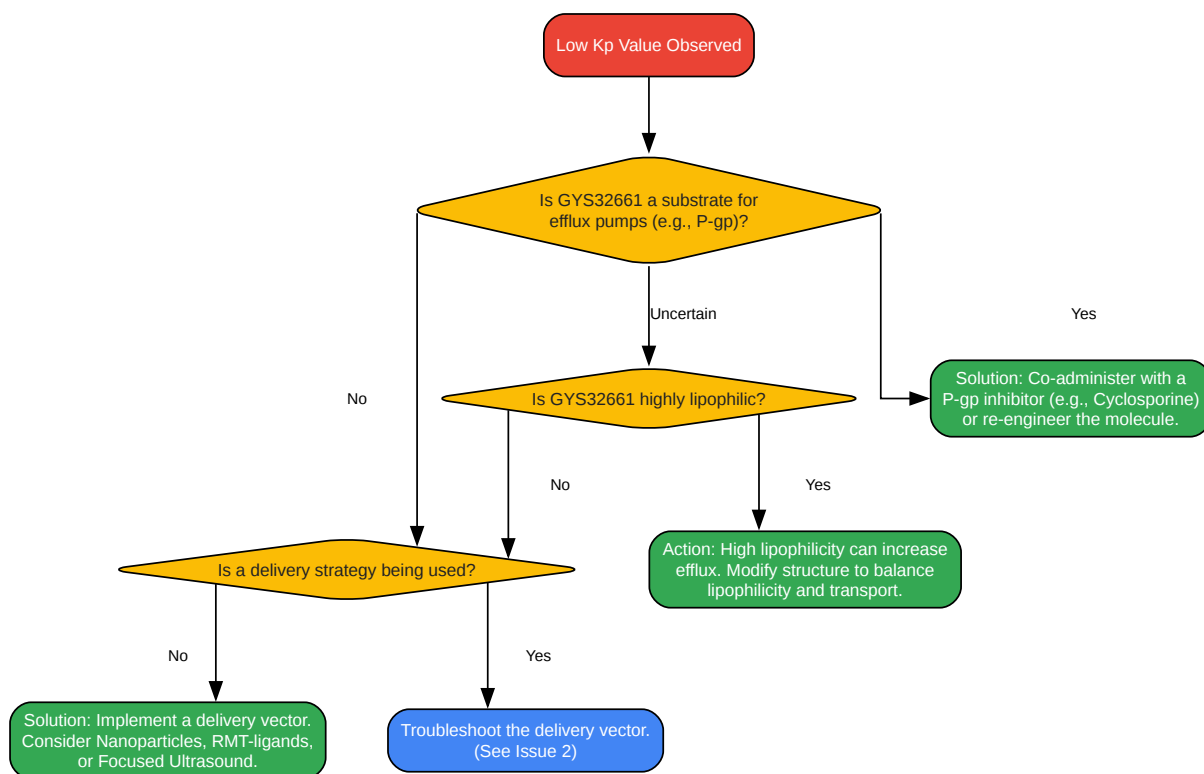 Low Kp Value Observed
Is GYS32661 a substrate for
efflux pumps (e.g., P-gp)?
Uncertain
Yes
Solution: Co-administer with a
P-gp inhibitor (e.g., Cyclosporine)
or re-engineer the molecule.
No
Is GYS32661 highly lipophilic?
No
Yes
Action: High lipophilicity can increase
efflux. Modify structure to balance
lipophilicity and transport.
Is a delivery strategy being used?
No
Yes
Solution: Implement a delivery vector.
Consider Nanoparticles, RMT-ligands,
or Focused Ultrasound.
Troubleshoot the delivery vector.
(See Issue 2)